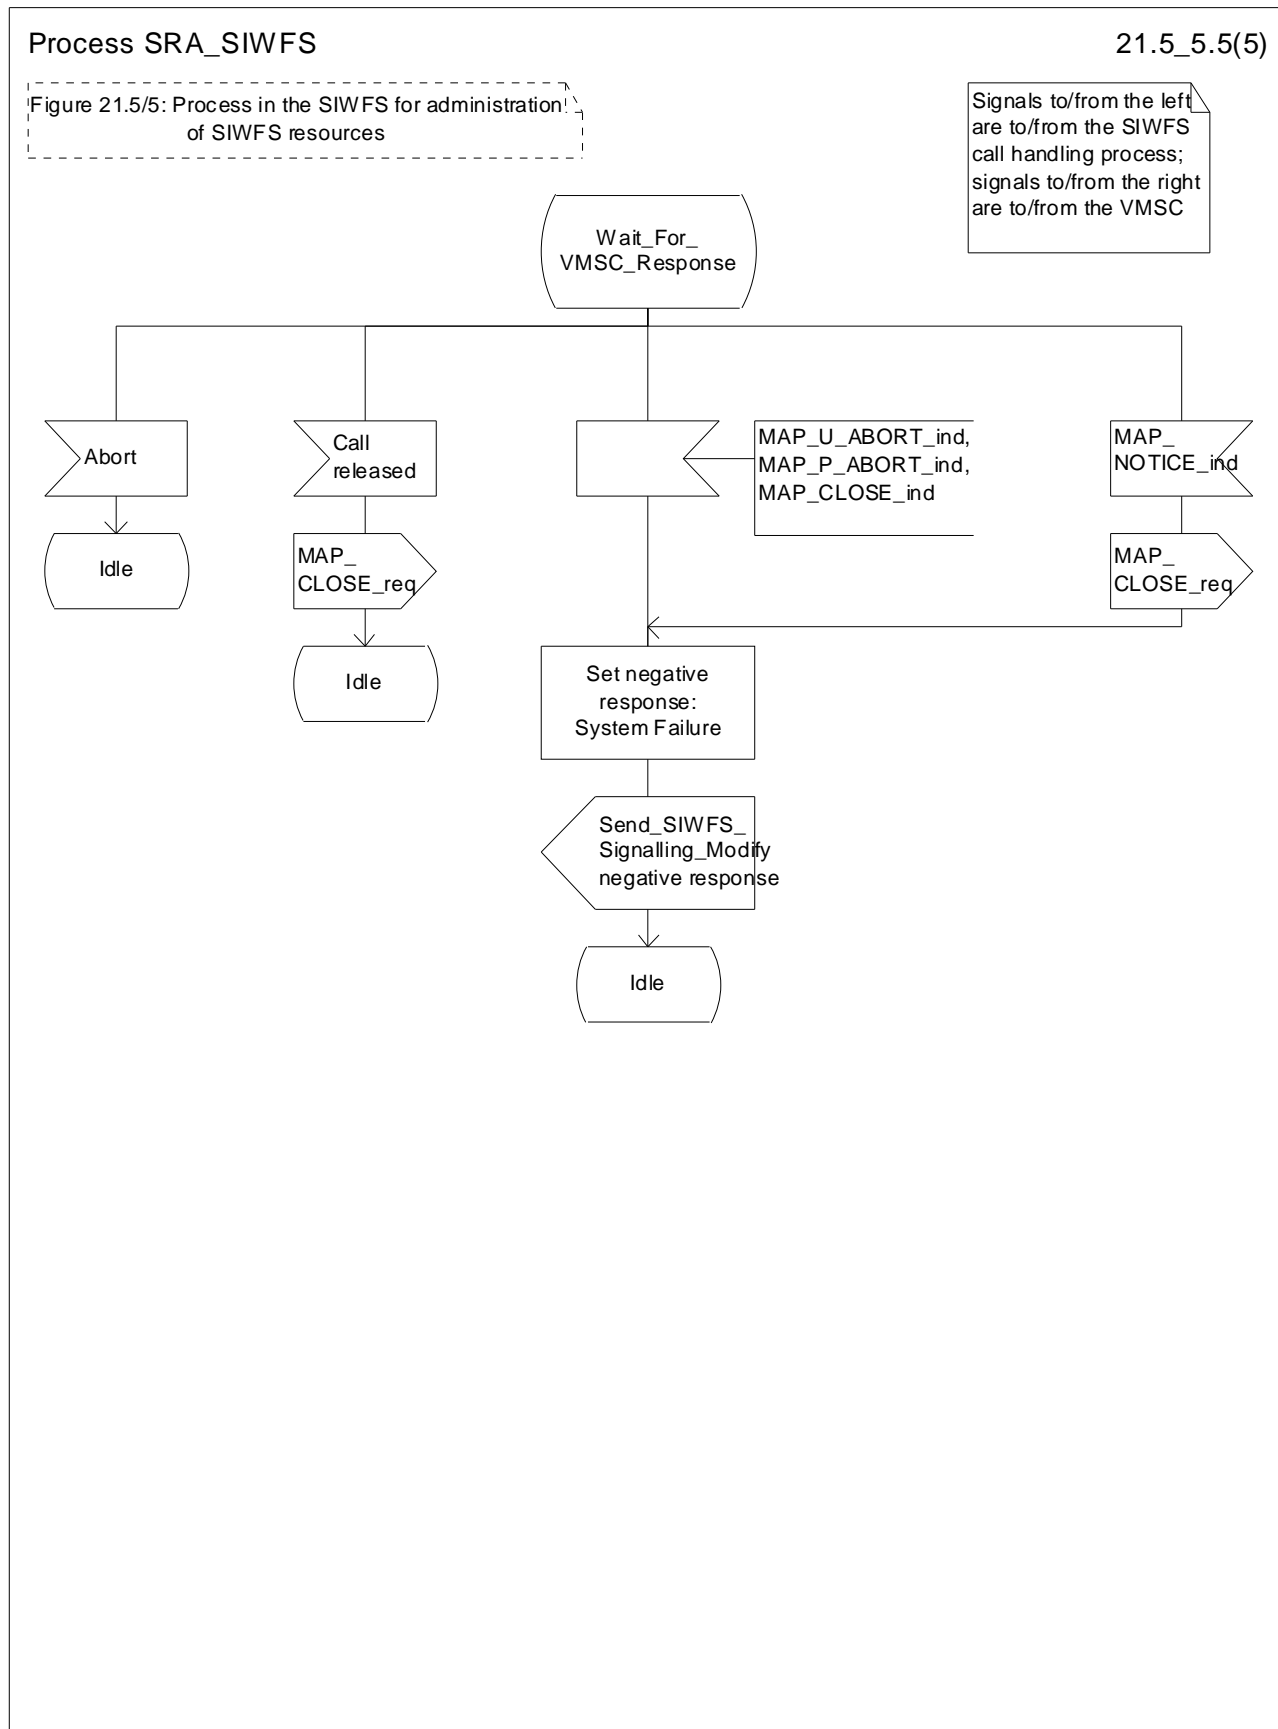 Process SRA_SIWFS
21.5_5.5(5)
Figure 21.5/5: Process in the SIWFS for administration
of SIWFS resources
Signals to/from the left
are to/from the SIWFS
call handling process;
signals to/from the right
are to/from the VMSC
Wait_For_
VMSC_Response
Abort
Call
released
MAP_U_ABORT_ind,
MAP_P_ABORT_ind,
MAP_CLOSE_ind
MAP_
NOTICE_ind
Idle
MAP_
CLOSE_req
MAP_
CLOSE_req
Idle
Set negative
response:
System Failure
Send_SIWFS_
Signalling_Modify
negative response
Idle